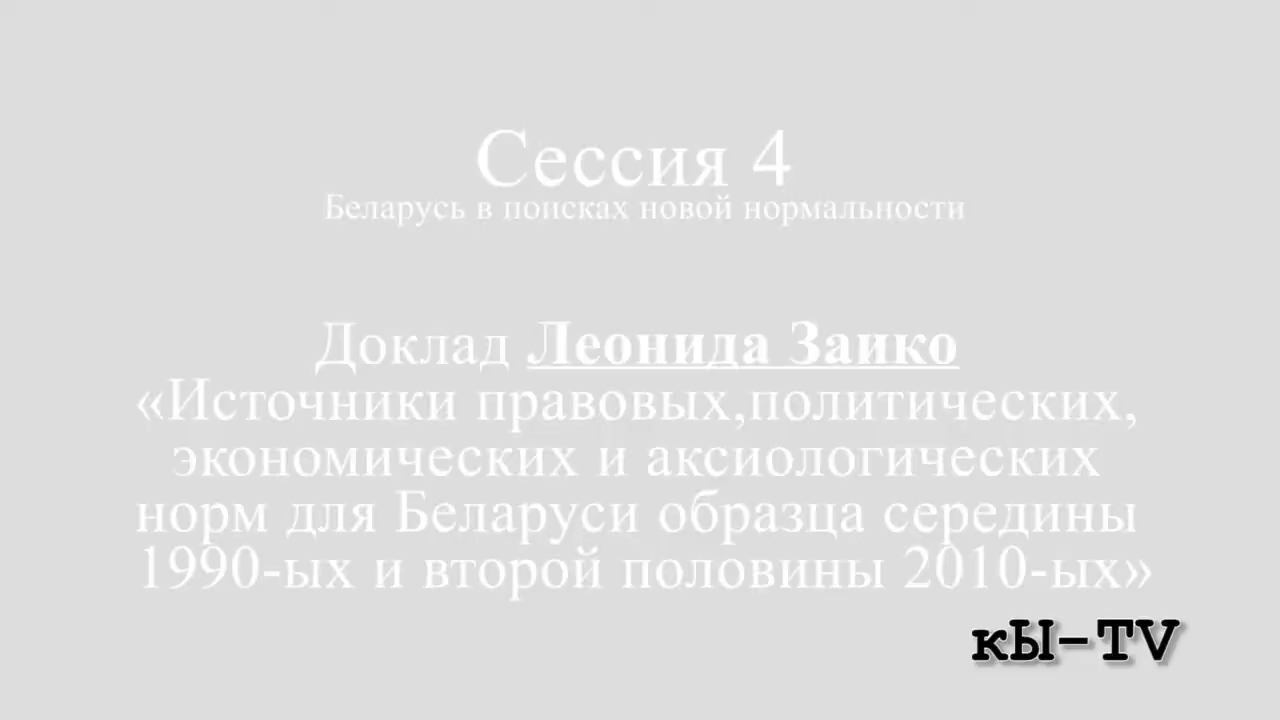 Сессия 4
Беларусь в поисках новой нормальности
Доклад Леонида Заико
«Источники правовых,политических,
экономических и аксиологических
норм для Беларуси образца середины
1990-ых и второй половины 2010-ых»
кЫ-TV